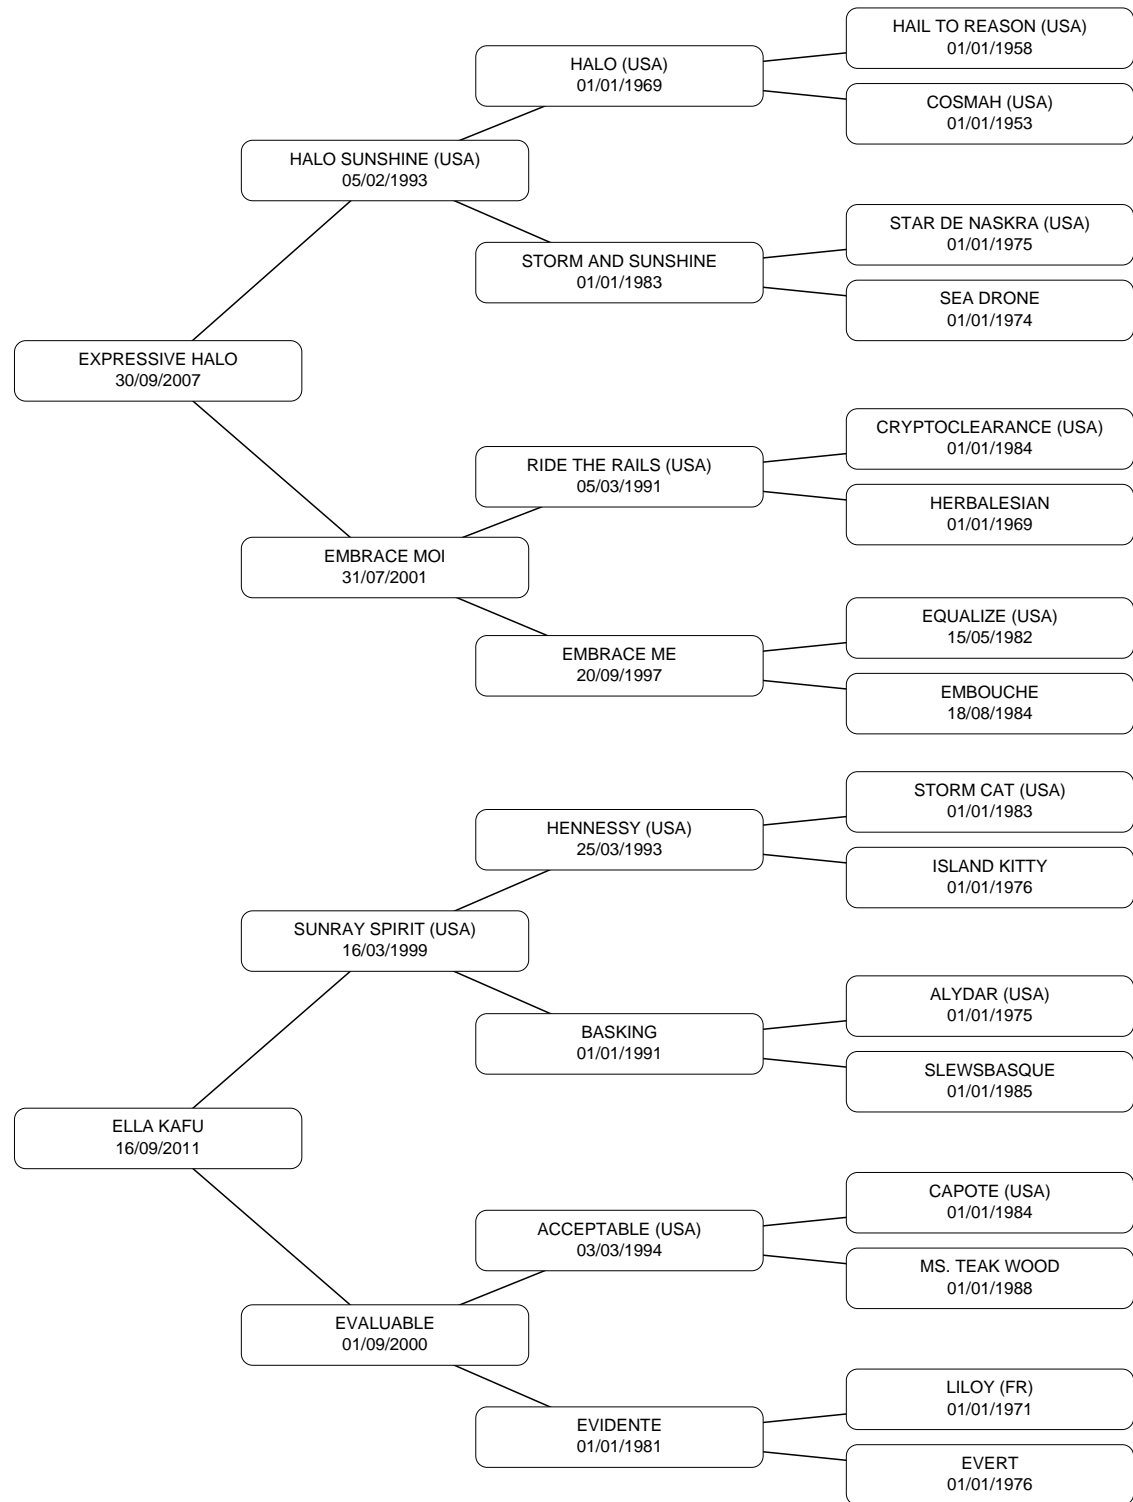 HAIL TO REASON (USA)
01/01/1958
HALO (USA)
01/01/1969
COSMAH (USA)
01/01/1953
HALO SUNSHINE (USA)
05/02/1993
STAR DE NASKRA (USA)
01/01/1975
STORM AND SUNSHINE
01/01/1983
SEA DRONE
01/01/1974
EXPRESSIVE HALO
30/09/2007
CRYPTOCLEARANCE (USA)
01/01/1984
RIDE THE RAILS (USA)
05/03/1991
HERBALESIAN
01/01/1969
EMBRACE MOI
31/07/2001
EQUALIZE (USA)
15/05/1982
EMBRACE ME
20/09/1997
EMBOUCHE
18/08/1984
STORM CAT (USA)
01/01/1983
HENNESSY (USA)
25/03/1993
ISLAND KITTY
01/01/1976
SUNRAY SPIRIT (USA)
16/03/1999
ALYDAR (USA)
01/01/1975
BASKING
01/01/1991
SLEWSBASQUE
01/01/1985
ELLA KAFU
16/09/2011
CAPOTE (USA)
01/01/1984
ACCEPTABLE (USA)
03/03/1994
MS. TEAK WOOD
01/01/1988
EVALUABLE
01/09/2000
LILOY (FR)
01/01/1971
EVIDENTE
01/01/1981
EVERT
01/01/1976